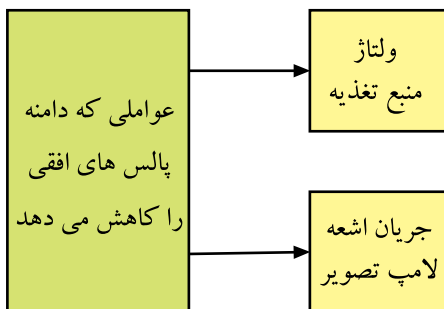 عواملی که دامنه
پالس های افقی
را کاهش می دهد
ولتاژ
منبع تغذیه
جریان اشعه
لامپ تصویر